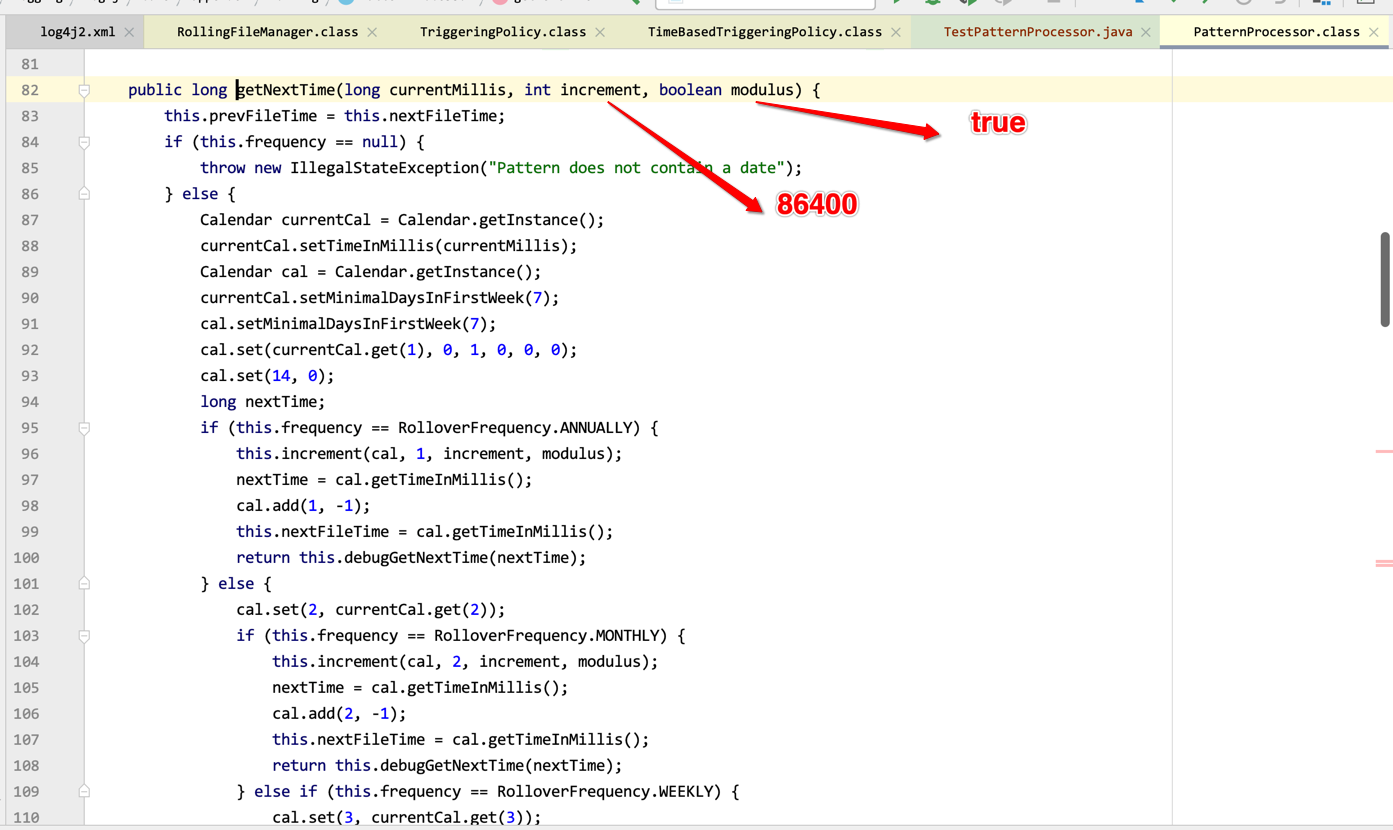 log4j2.xml RollingFileManager.class TriggeringPolicy.class TimeBasedTriggeringPolicy.class TestPatternProcessor.java PatternProcessor.class
81
82 public long getNextTime(long currentMillis, int increment, boolean modulus) {
83 this.prevFileTime = this.nextFileTime;
true
84 if (this.frequency == null) {
85 throw new IllegalStateException("Pattern does not contain a date");
86 } else {
86400
87 Calendar currentCal = Calendar.getInstance();
88 currentCal.setTimeInMillis(currentMillis);
89 Calendar cal = Calendar.getInstance();
90 currentCal.setMinimalDaysInFirstWeek(7);
91 cal.setMinimalDaysInFirstWeek(7);
92 cal.set(currentCal.get(1), 0, 1, 0, 0, 0);
93 cal.set(14, 0);
94 long nextTime;
95 if (this.frequency == RolloverFrequency.ANNUALLY) {
96 this.increment(cal, 1, increment, modulus);
97 nextTime = cal.getTimeInMillis();
98 cal.add(1, -1);
99 this.nextFileTime = cal.getTimeInMillis();
100 return this.debugGetNextTime(nextTime);
101 } else {
102 cal.set(2, currentCal.get(2));
103 if (this.frequency == RolloverFrequency.MONTHLY) {
104 this.increment(cal, 2, increment, modulus);
105 nextTime = cal.getTimeInMillis();
106 cal.add(2, -1);
107 this.nextFileTime = cal.getTimeInMillis();
108 return this.debugGetNextTime(nextTime);
109 } else if (this.frequency == RolloverFrequency.WEEKLY) {
110 cal.set(3, currentCal.get(3));